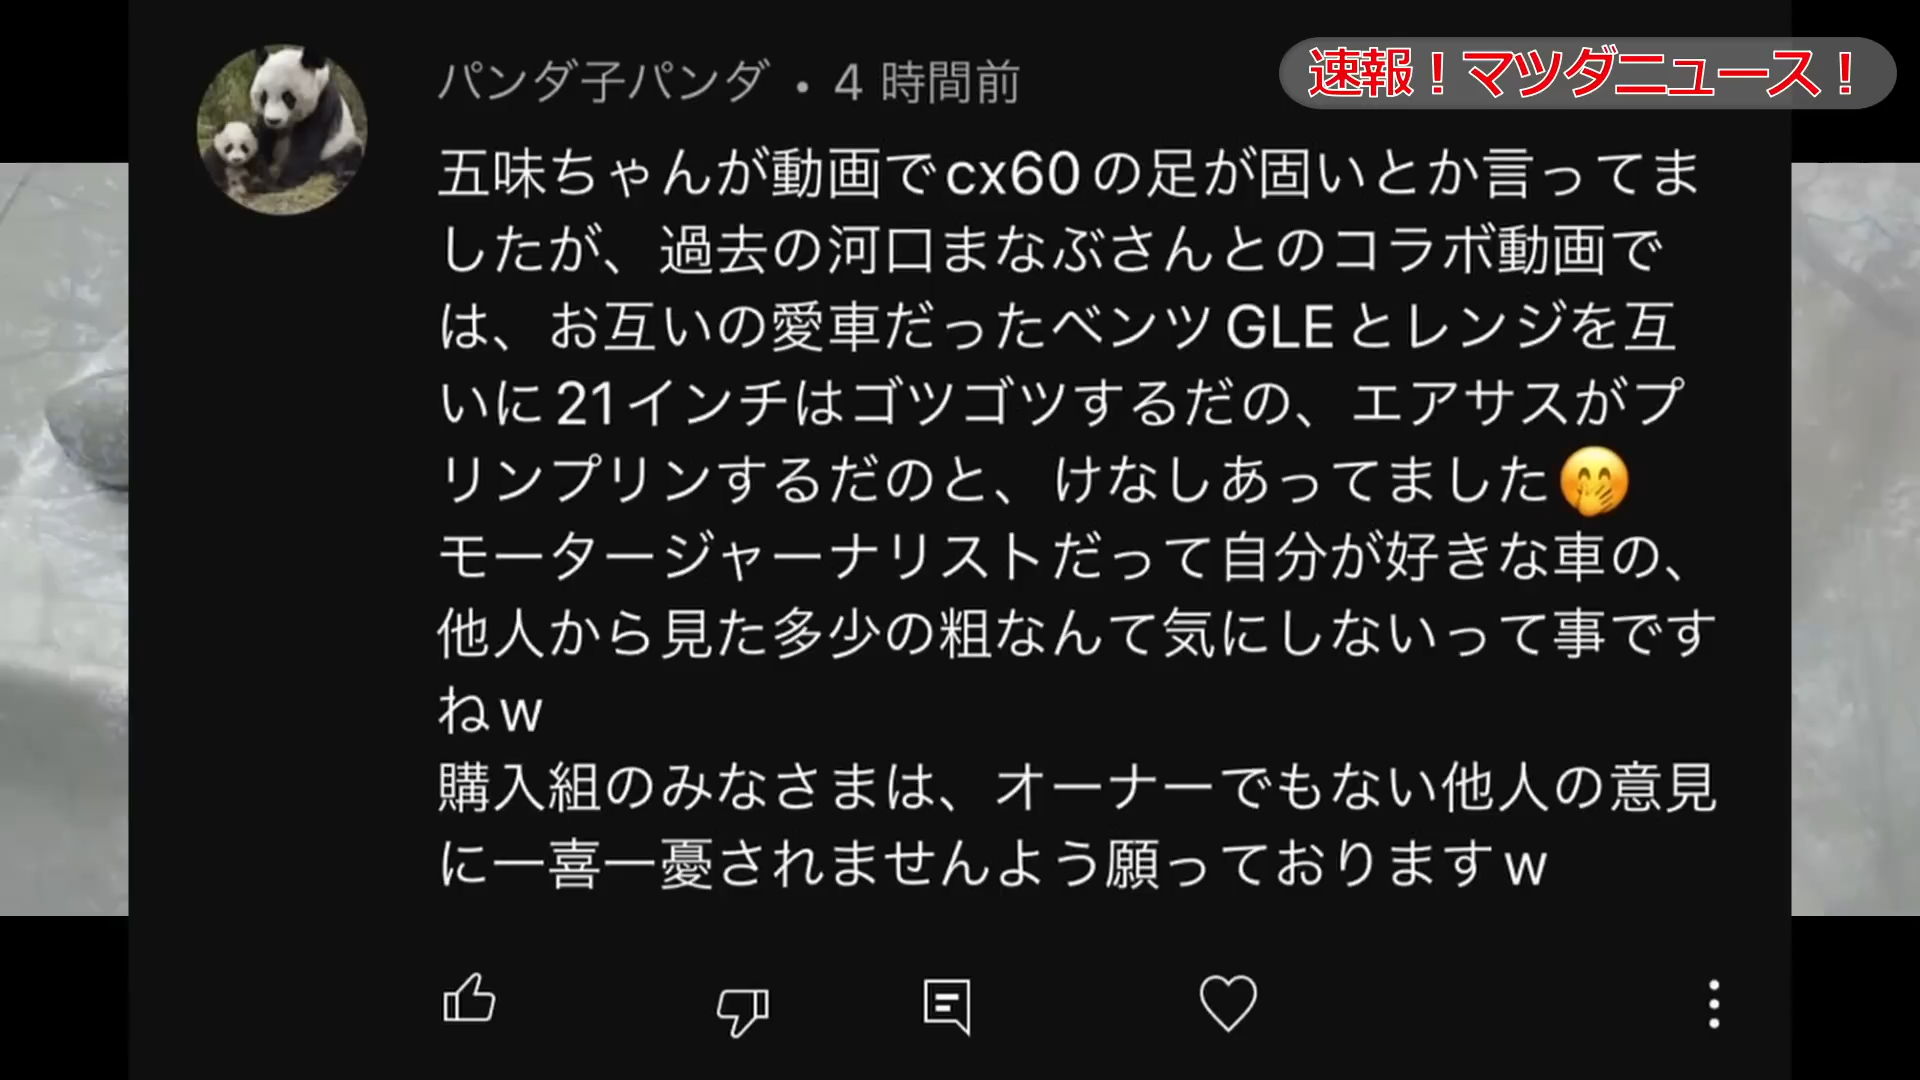 速報！マツダニュース！
パンダ子パンダ・4 時間前
五味ちゃんが動画でcx60の足が固いとか言ってま
したが、過去の河口まなぶさんとのコラボ動画で
は、お互いの愛車だったベンツGLEとレンジを互
いに21インチはゴツゴツするだの、エアサスがプ
リンプリンするだのと、けなしあってました🤭
モータージャーナリストだって自分が好きな車の、
他人から見た多少の粗なんて気にしないって事です
ねw
購入組のみなさまは、オーナーでもない他人の意見
に一喜一憂されませんよう願っておりますw